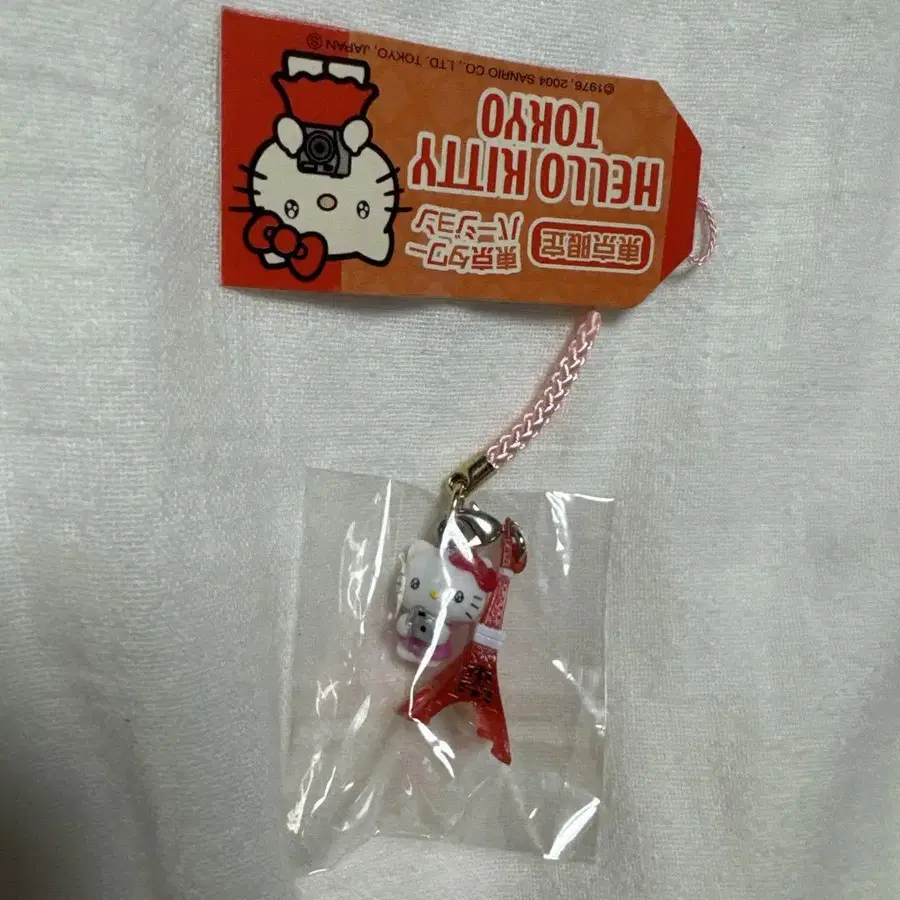 東京限定
東京タワー
バージョン
HELLO KITTY
TOKYO
©1976, 2004 SANRIO CO., LTD. TOKYO, JAPAN Ⓢ